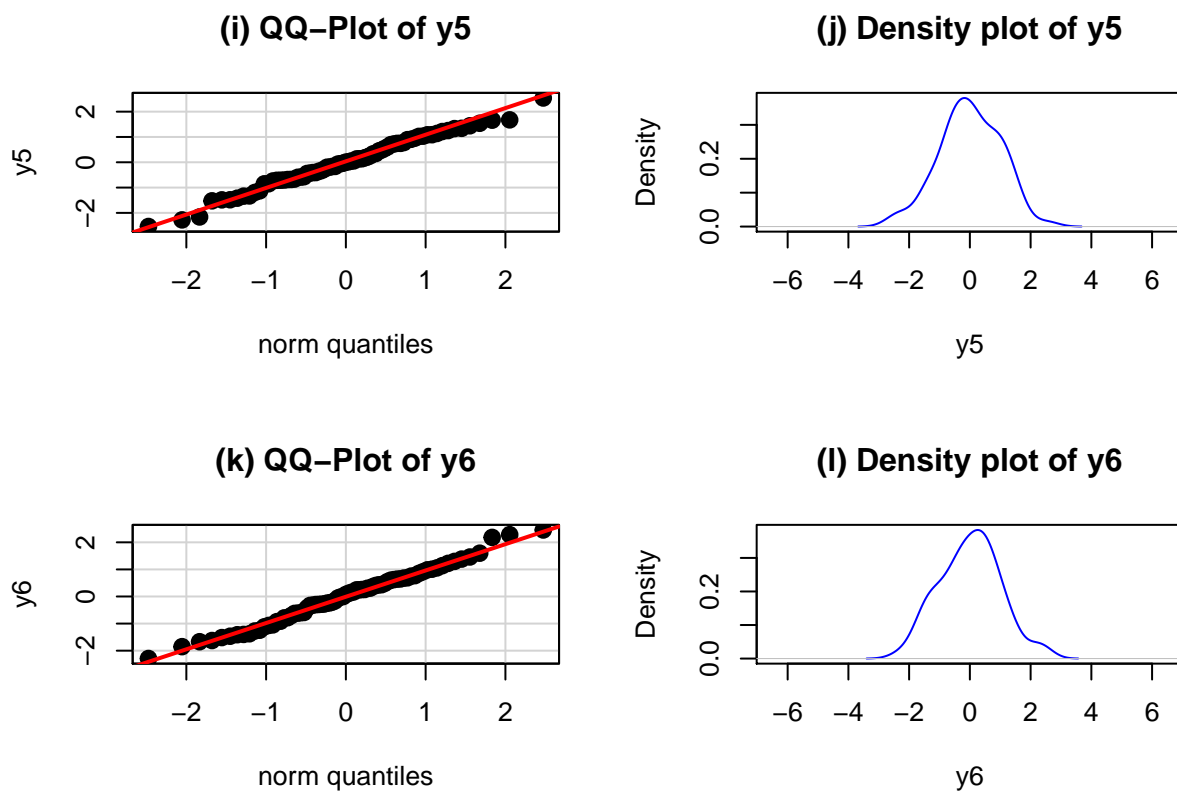 (i) QQ−Plot of y5
y5
2
0
−2
−2 −1 0 1 2
norm quantiles
(j) Density plot of y5
Density
0.2
0.0
−6 −4 −2 0 2 4 6
y5
(k) QQ−Plot of y6
y6
2
0
−2
−2 −1 0 1 2
norm quantiles
(l) Density plot of y6
Density
0.2
0.0
−6 −4 −2 0 2 4 6
y6